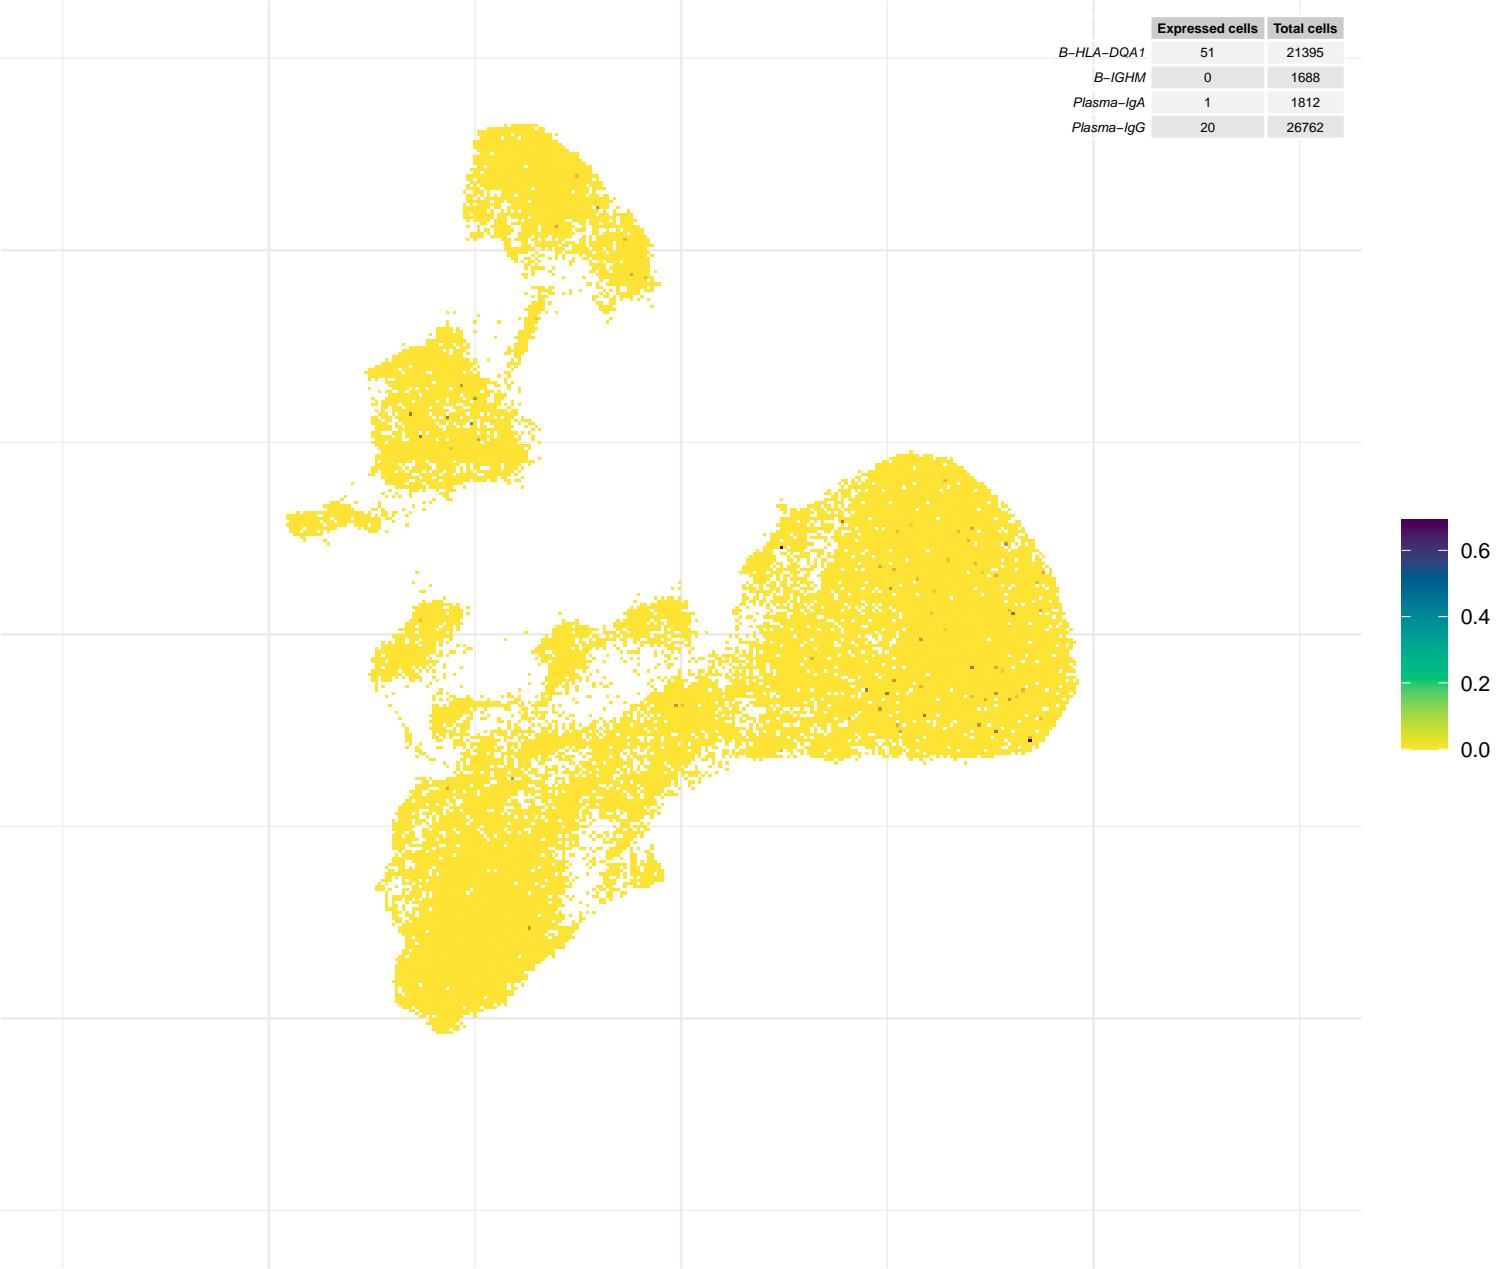 Expressed cells Total cells
B−HLA−DQA1 51 21395
B−IGHM 0 1688
Plasma−IgA 1 1812
Plasma−IgG 20 26762
0.6
0.4
0.2
0.0